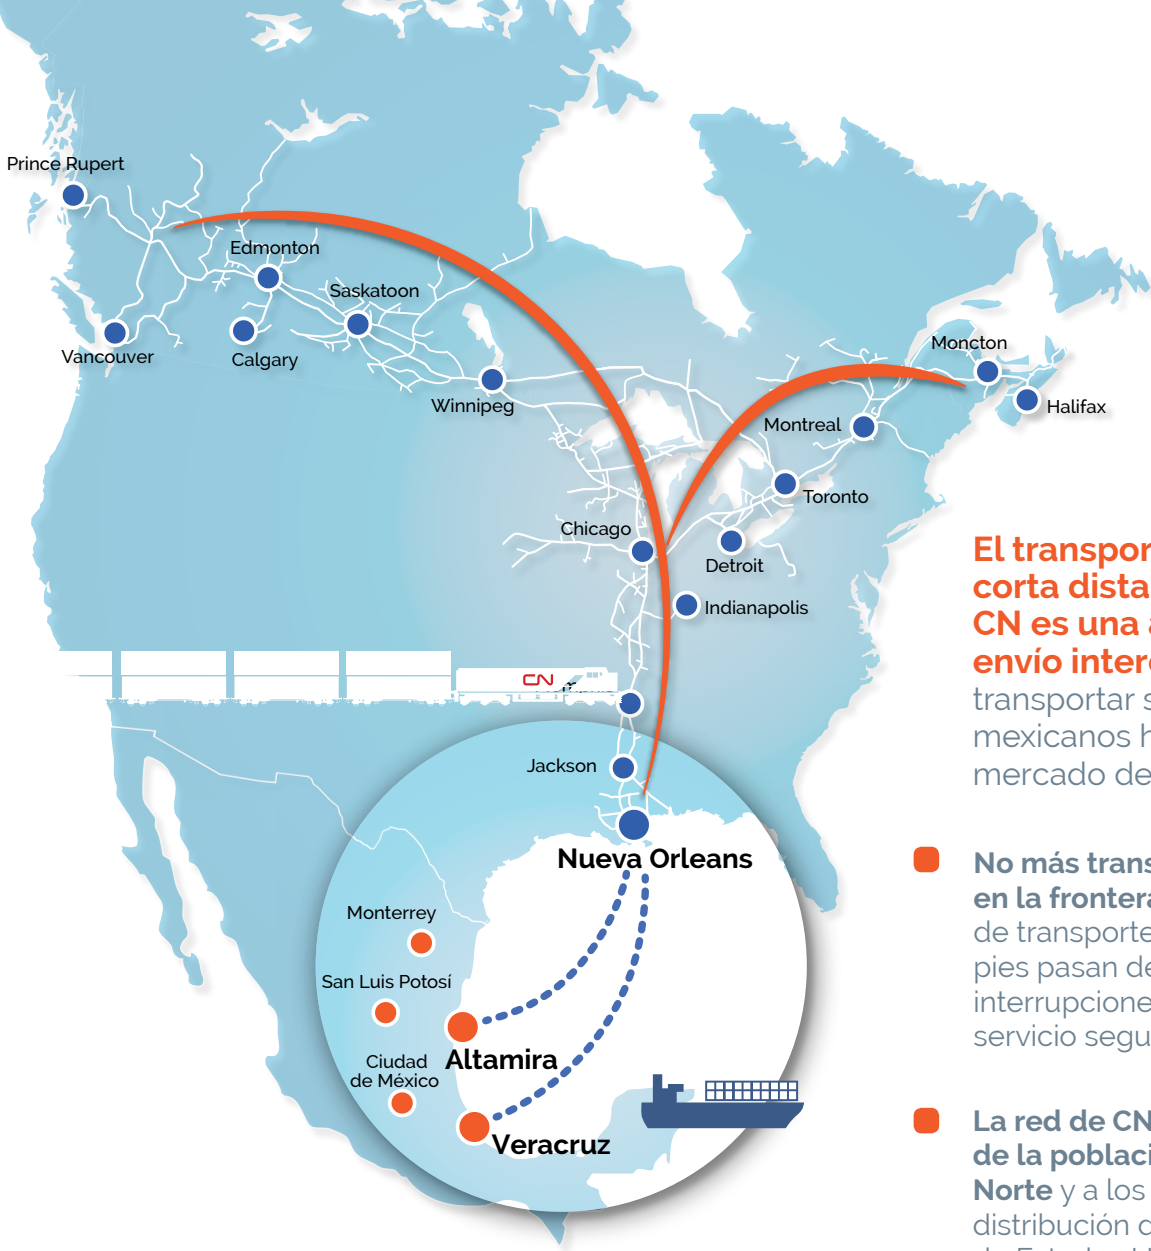 Prince Rupert
Edmonton
Saskatoon
Vancouver
Calgary
Winnipeg
Moncton
Halifax
Montreal
Toronto
Chicago
Detroit
Indianapolis
CN
Jackson
Nueva Orleans
Monterrey
San Luis Potosí
Altamira
Ciudad
de México
Veracruz
El transpor
corta dista
CN es una
envío inter
transportar s
mexicanos h
mercado de
No más trans
en la frontera
de transporte
pies pasan de
interrupcione
servicio segu
La red de CN
de la poblaci
Norte y a los
distribución